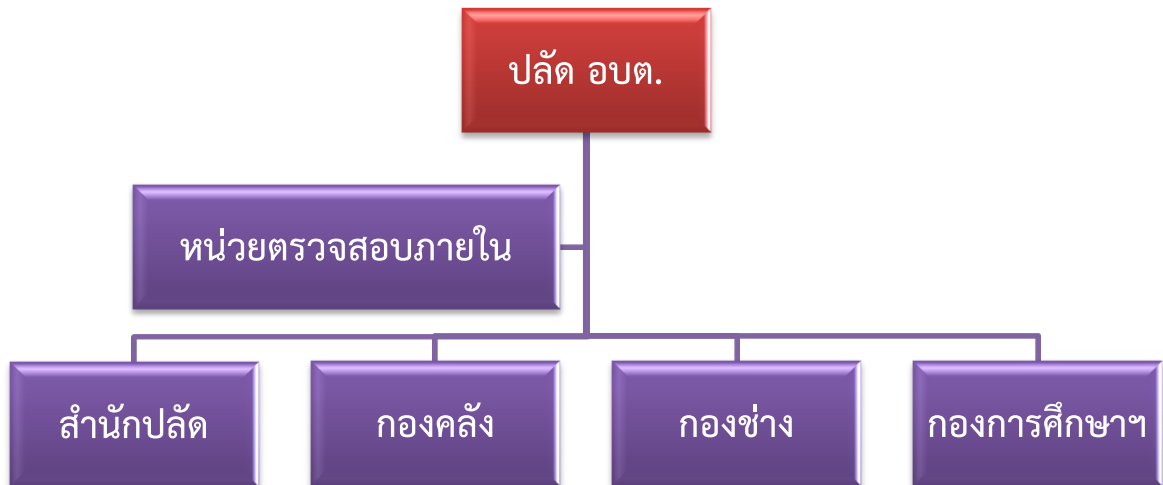 ปลัด อบต.
หน่วยตรวจสอบภายใน
สำนักปลัด
กองคลัง
กองช่าง
กองการศึกษาฯ